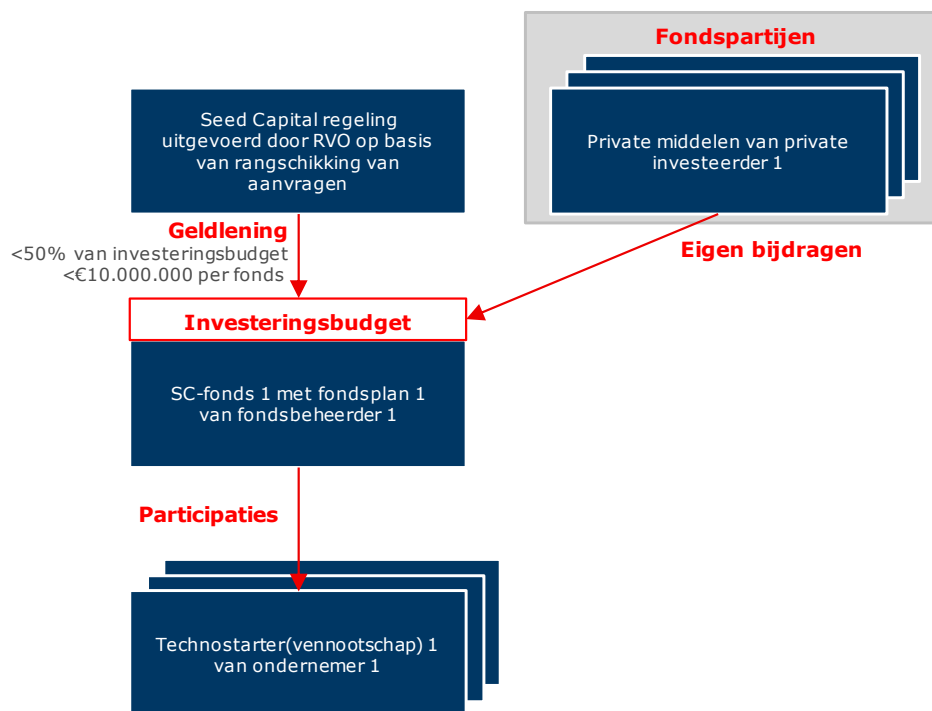 Fondspartijen
Seed Capital regeling
uitgevoerd door RVO op basis
van rangschikking van
aanvragen
Private middelen van private
investeerder 1
Geldlening
<50% van investeringsbudget
<€10.000.000 per fonds
Eigen bijdragen
Investeringsbudget
SC-fonds 1 met fondsplan 1
van fondsbeheerder 1
Participaties
Technostarter(vennootschap) 1
van ondernemer 1